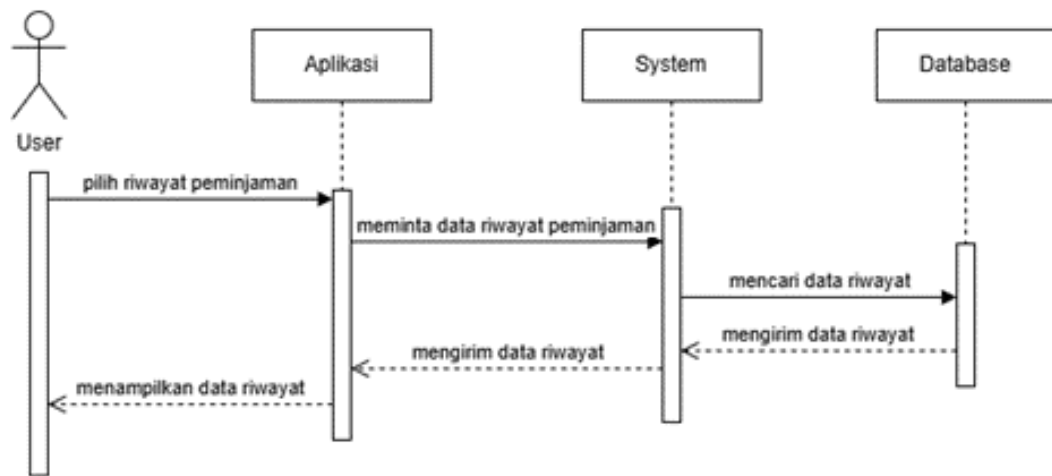 Aplikasi
System
Database
User
pilih riwayat peminjaman
meminta data riwayat peminjaman
mencari data riwayat
mengirim data riwayat
mengirim data riwayat
menampilkan data riwayat